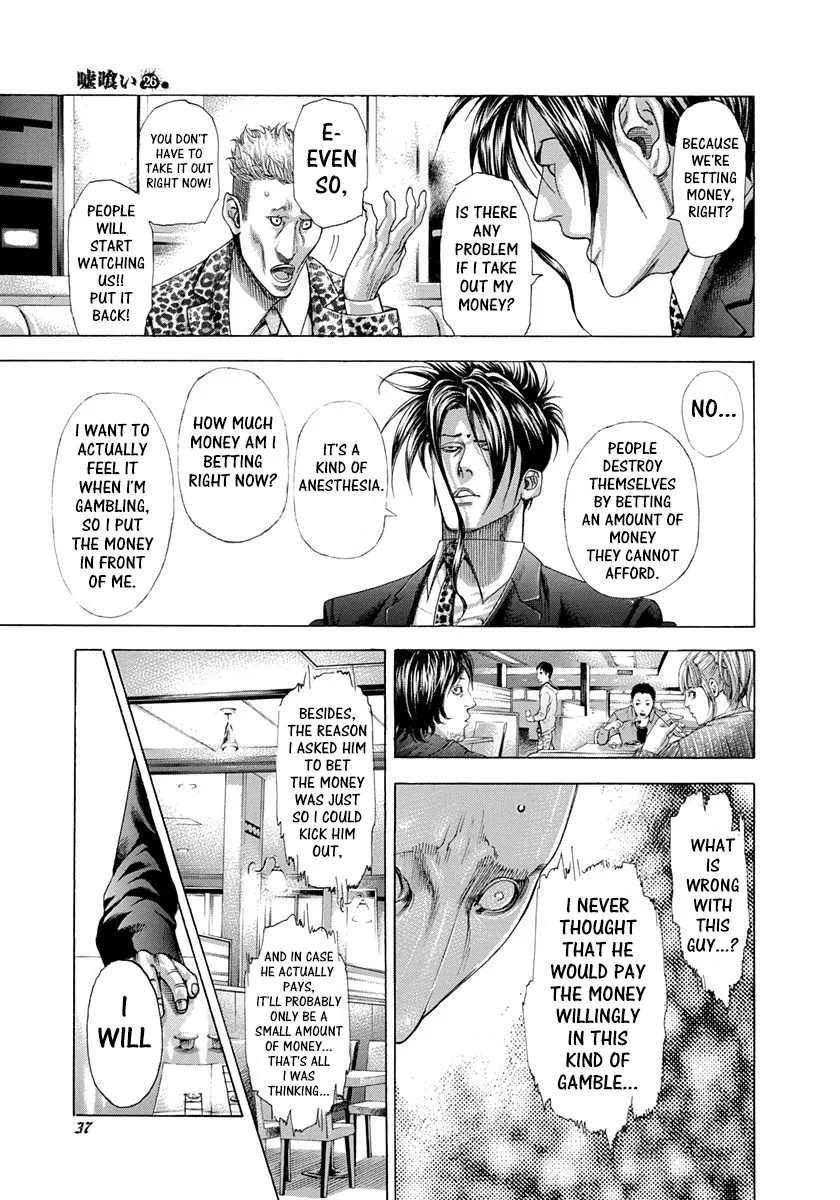 嘘喰い 26
BECAUSE
WE'RE
BETTING
MONEY,
RIGHT?
IS THERE
ANY
PROBLEM
IF I TAKE
OUT MY
MONEY?
E-
EVEN
SO,
YOU DON'T
HAVE TO
TAKE IT OUT
RIGHT NOW!
PEOPLE
WILL
START
WATCHING
US!!
PUT IT
BACK!
NO...
PEOPLE
DESTROY
THEMSELVES
BY BETTING
AN AMOUNT OF
MONEY
THEY CANNOT
AFFORD.
IT'S A
KIND OF
ANESTHESIA.
HOW MUCH
MONEY AM I
BETTING
RIGHT NOW?
I WANT TO
ACTUALLY
FEEL IT
WHEN I'M
GAMBLING,
SO I PUT
THE MONEY
IN FRONT
OF ME.
WHAT
IS
WRONG
WITH
THIS
GUY...?
I NEVER
THOUGHT
THAT HE
WOULD PAY
THE MONEY
WILLINGLY
IN THIS
KIND OF
GAMBLE...
BESIDES,
THE REASON
I ASKED HIM
TO BET
THE MONEY
WAS JUST
SO I COULD
KICK HIM
OUT,
AND IN CASE
HE ACTUALLY
PAYS,
IT'LL PROBABLY
ONLY BE A
SMALL AMOUNT
OF MONEY...
THAT'S ALL
I WAS
THINKING...
I
WILL
37